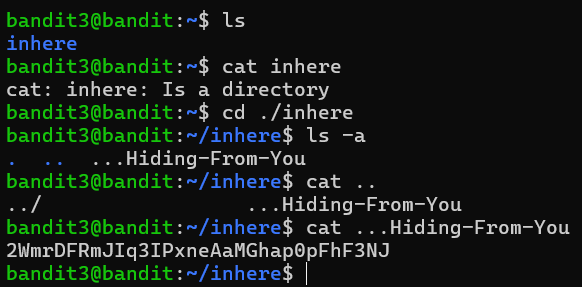 bandit3@bandit:~$ ls
inhere
bandit3@bandit:~$ cat inhere
cat: inhere: Is a directory
bandit3@bandit:~$ cd ./inhere
bandit3@bandit:~/inhere$ ls -a
.  ..  ...Hiding-From-You
bandit3@bandit:~/inhere$ cat ..
../                 ...Hiding-From-You
bandit3@bandit:~/inhere$ cat ...Hiding-From-You
2WmrDFRmJIq3IPxneAaMGhap0pFhF3NJ
bandit3@bandit:~/inhere$